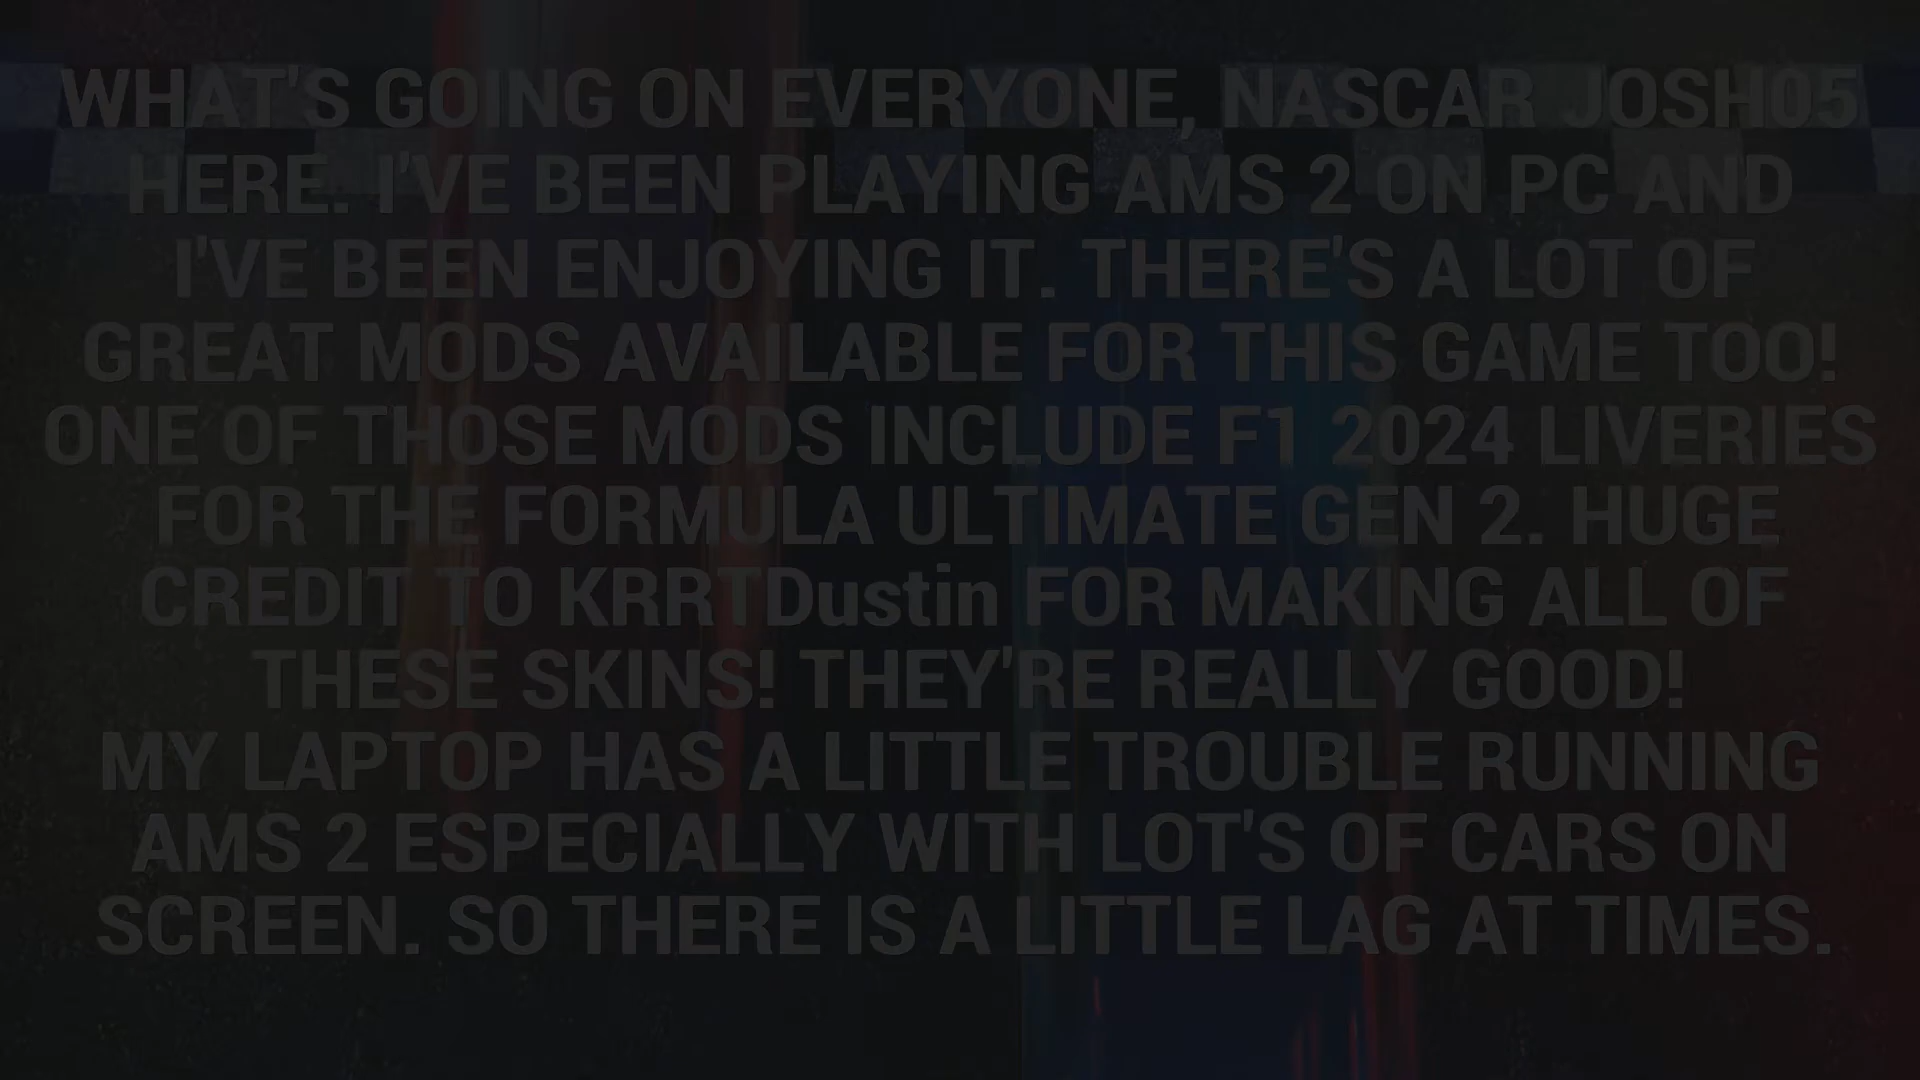 WHAT'S GOING ON EVERYONE, NASCAR JOSH05
HERE. I'VE BEEN PLAYING AMS 2 ON PC AND
I'VE BEEN ENJOYING IT. THERE'S A LOT OF
GREAT MODS AVAILABLE FOR THIS GAME TOO!
ONE OF THOSE MODS INCLUDE F1 2024 LIVERIES
FOR THE FORMULA ULTIMATE GEN 2. HUGE
CREDIT TO KRRTDustin FOR MAKING ALL OF
THESE SKINS! THEY'RE REALLY GOOD!
MY LAPTOP HAS A LITTLE TROUBLE RUNNING
AMS 2 ESPECIALLY WITH LOT'S OF CARS ON
SCREEN. SO THERE IS A LITTLE LAG AT TIMES.